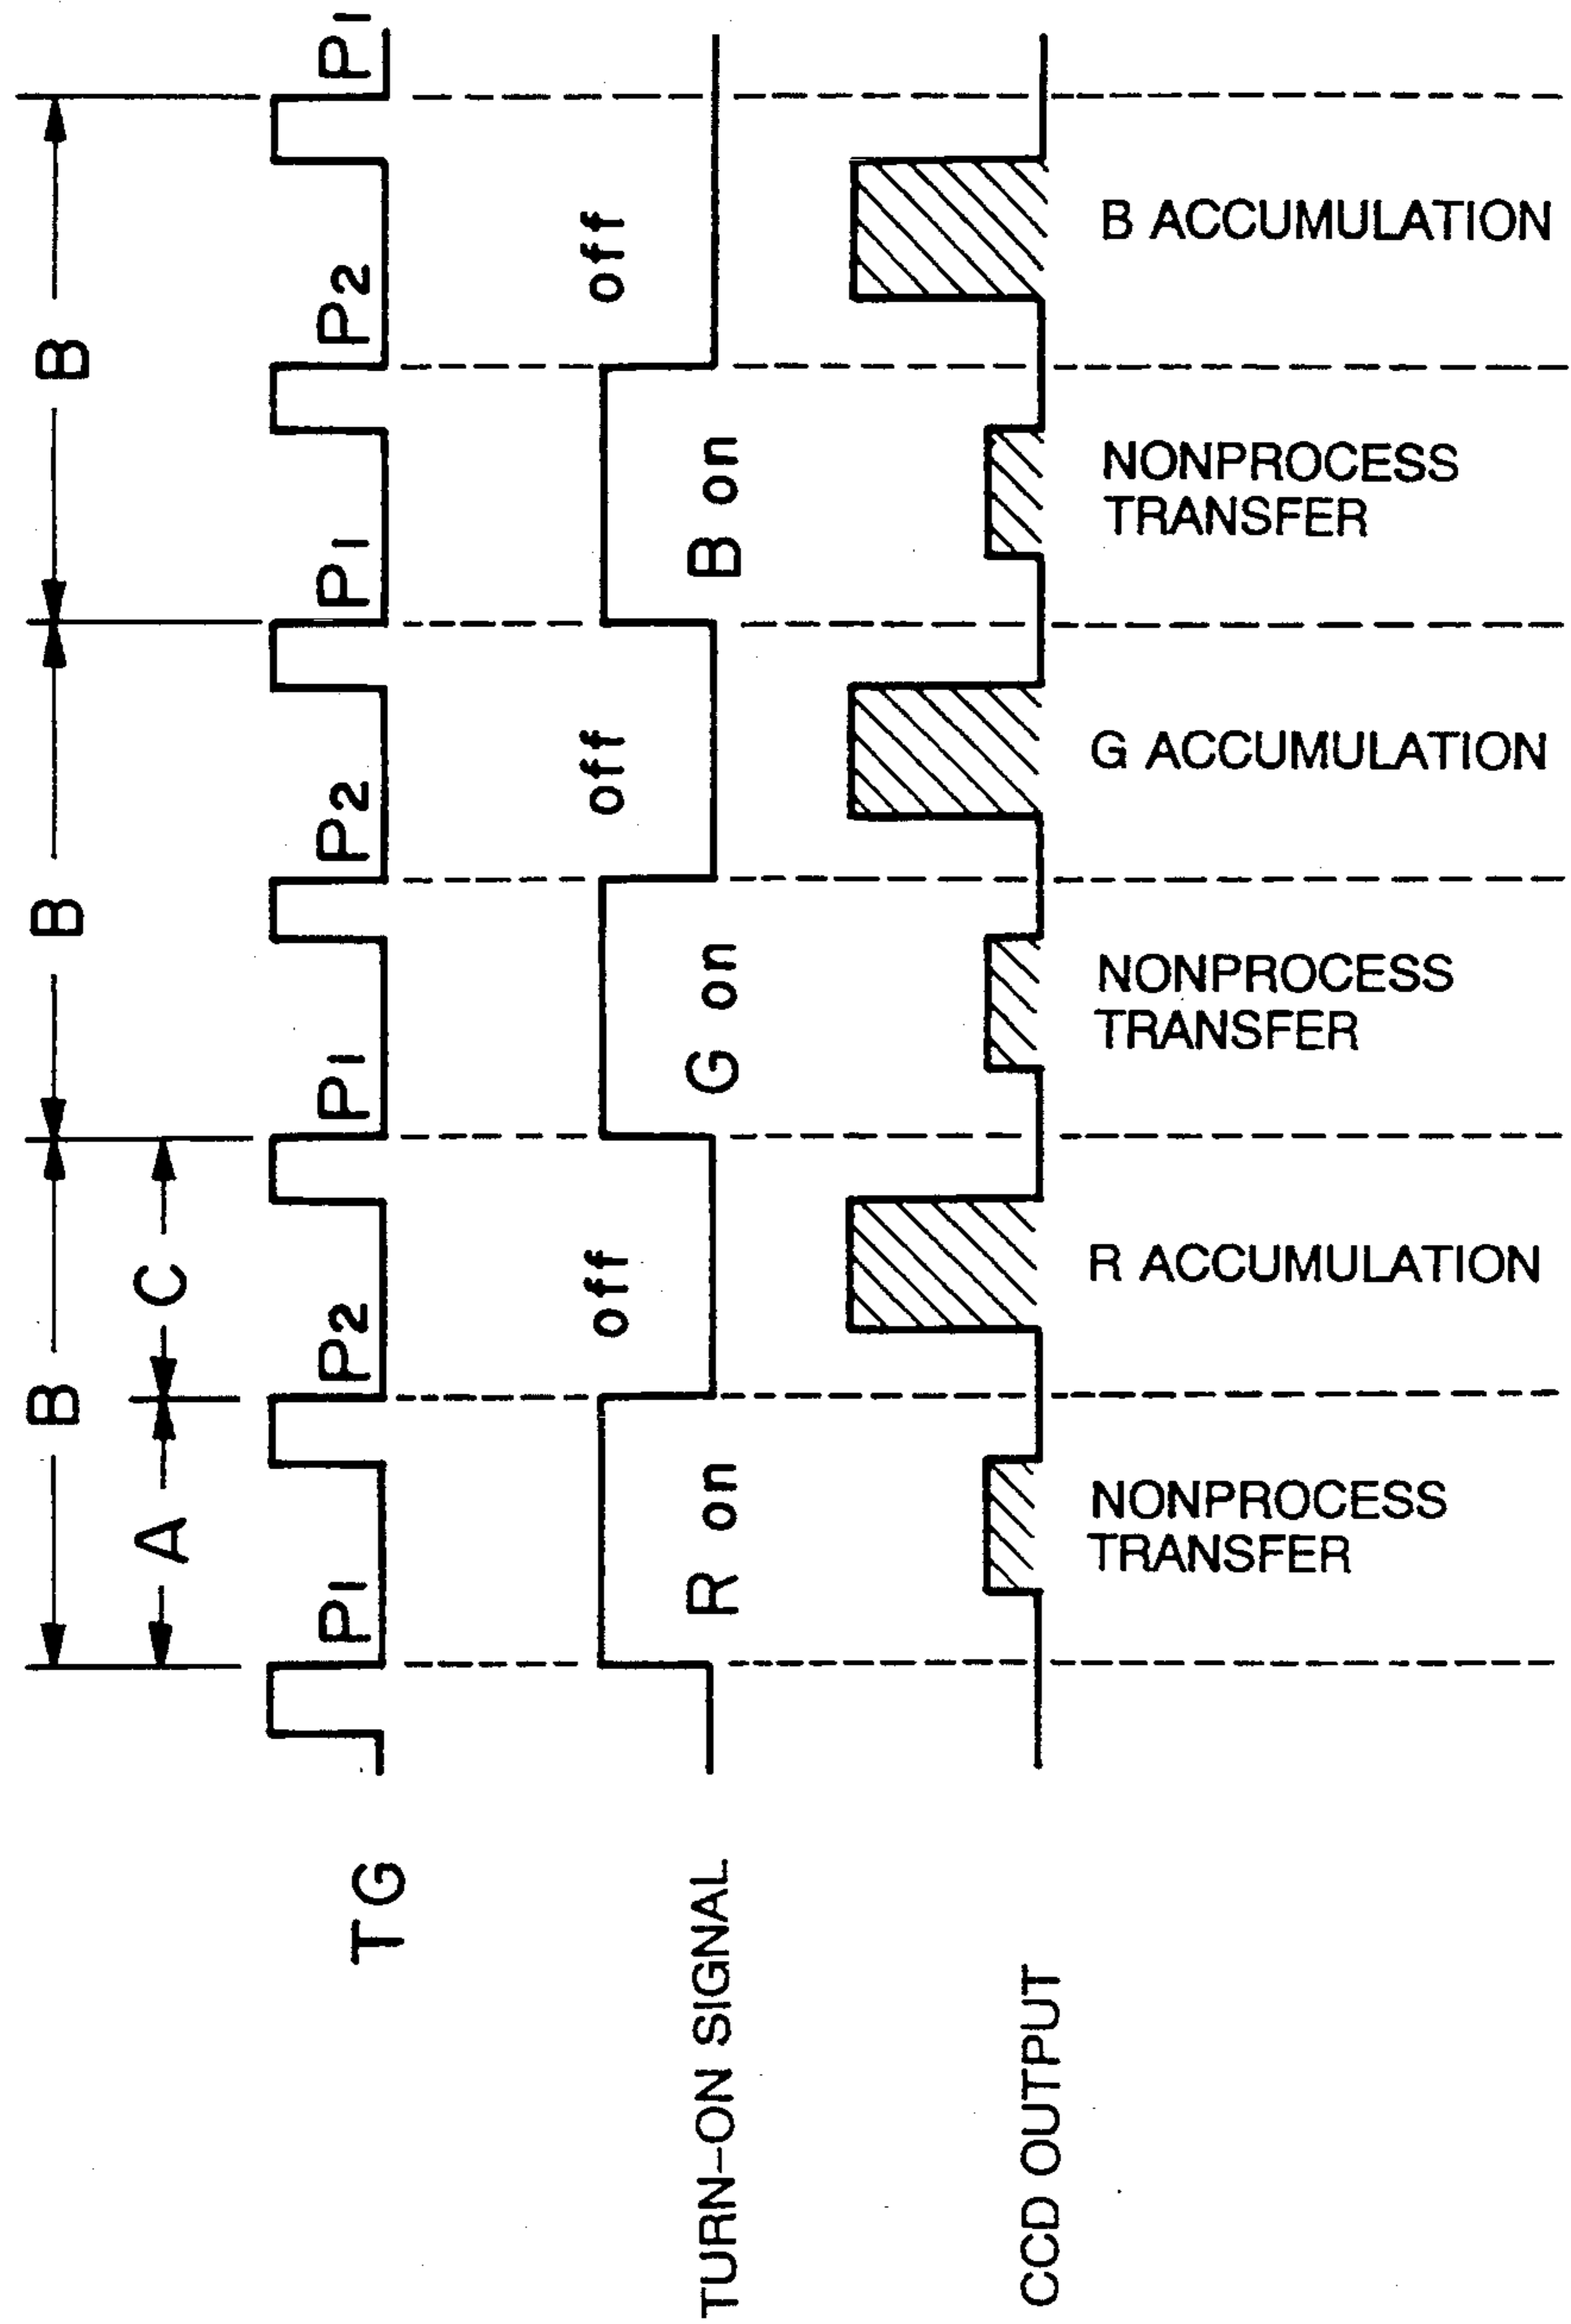 B B B
A C
TG P1 P2 P1 P2 P1 P2 P1
off off off
TURN-ON SIGNAL R on G on B on
CCD OUTPUT
NONPROCESS
TRANSFER
R ACCUMULATION
NONPROCESS
TRANSFER
G ACCUMULATION
NONPROCESS
TRANSFER
B ACCUMULATION